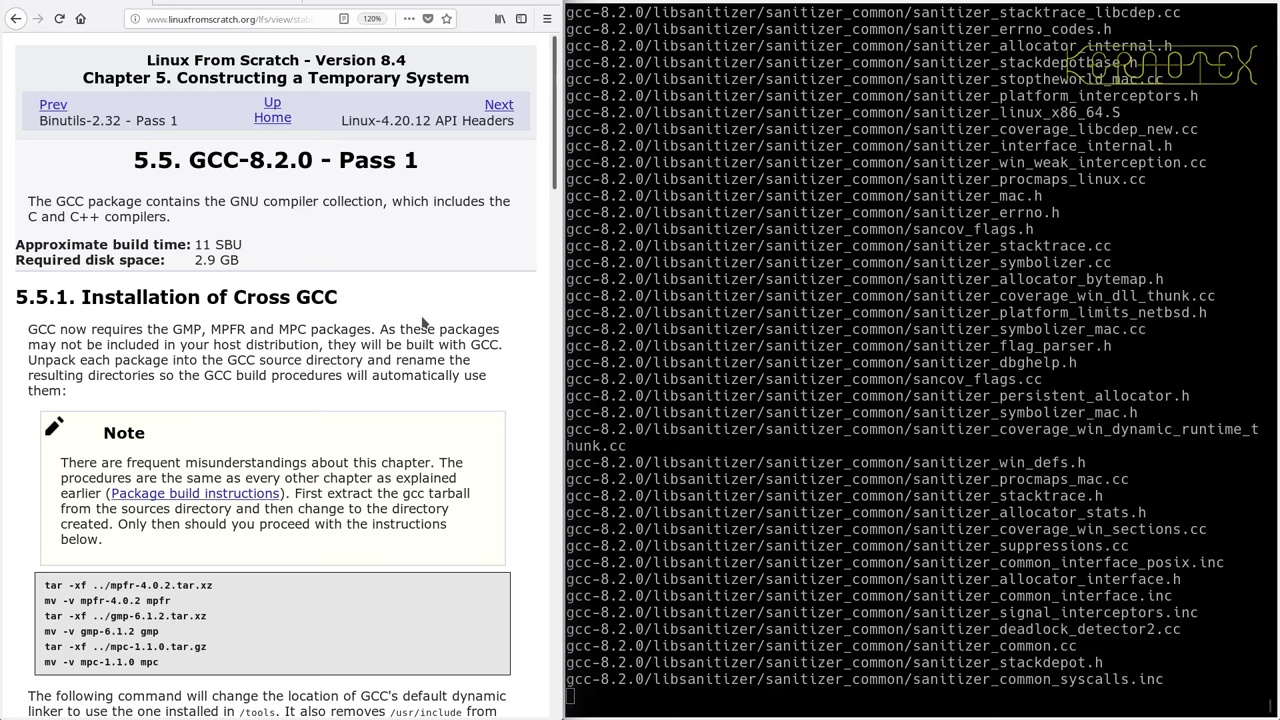 www.linuxfromscratch.org/lfs/view/stab
120%
Linux From Scratch - Version 8.4
Chapter 5. Constructing a Temporary System
Prev
Up
Next
Binutils-2.32 - Pass 1
Home
Linux-4.20.12 API Headers
5.5. GCC-8.2.0 - Pass 1
The GCC package contains the GNU compiler collection, which includes the
C and C++ compilers.
Approximate build time: 11 SBU
Required disk space: 2.9 GB
5.5.1. Installation of Cross GCC
GCC now requires the GMP, MPFR and MPC packages. As these packages
may not be included in your host distribution, they will be built with GCC.
Unpack each package into the GCC source directory and rename the
resulting directories so the GCC build procedures will automatically use
them:
Note
There are frequent misunderstandings about this chapter. The
procedures are the same as every other chapter as explained
earlier (Package build instructions). First extract the gcc tarball
from the sources directory and then change to the directory
created. Only then should you proceed with the instructions
below.
tar -xf ../mpfr-4.0.2.tar.xz
mv -v mpfr-4.0.2 mpfr
tar -xf ../gmp-6.1.2.tar.xz
mv -v gmp-6.1.2 gmp
tar -xf ../mpc-1.1.0.tar.gz
mv -v mpc-1.1.0 mpc
The following command will change the location of GCC's default dynamic
linker to use the one installed in /tools. It also removes /usr/include from
gcc-8.2.0/libsanitizer/sanitizer_common/sanitizer_stacktrace_libcdep.cc
gcc-8.2.0/libsanitizer/sanitizer_common/sanitizer_errno_codes.h
gcc-8.2.0/libsanitizer/sanitizer_common/sanitizer_allocator_internal.h
gcc-8.2.0/libsanitizer/sanitizer_common/sanitizer_stackdepotbase.h
gcc-8.2.0/libsanitizer/sanitizer_common/sanitizer_stoptheworld_mac.cc
gcc-8.2.0/libsanitizer/sanitizer_common/sanitizer_platform_interceptors.h
gcc-8.2.0/libsanitizer/sanitizer_common/sanitizer_linux_x86_64.S
gcc-8.2.0/libsanitizer/sanitizer_common/sanitizer_coverage_libcdep_new.cc
gcc-8.2.0/libsanitizer/sanitizer_common/sanitizer_interface_internal.h
gcc-8.2.0/libsanitizer/sanitizer_common/sanitizer_win_weak_interception.cc
gcc-8.2.0/libsanitizer/sanitizer_common/sanitizer_procmaps_linux.cc
gcc-8.2.0/libsanitizer/sanitizer_common/sanitizer_mac.h
gcc-8.2.0/libsanitizer/sanitizer_common/sanitizer_errno.h
gcc-8.2.0/libsanitizer/sanitizer_common/sancov_flags.h
gcc-8.2.0/libsanitizer/sanitizer_common/sanitizer_stacktrace.cc
gcc-8.2.0/libsanitizer/sanitizer_common/sanitizer_symbolizer.cc
gcc-8.2.0/libsanitizer/sanitizer_common/sanitizer_allocator_bytemap.h
gcc-8.2.0/libsanitizer/sanitizer_common/sanitizer_coverage_win_dll_thunk.cc
gcc-8.2.0/libsanitizer/sanitizer_common/sanitizer_platform_limits_netbsd.h
gcc-8.2.0/libsanitizer/sanitizer_common/sanitizer_symbolizer_mac.cc
gcc-8.2.0/libsanitizer/sanitizer_common/sanitizer_flag_parser.h
gcc-8.2.0/libsanitizer/sanitizer_common/sanitizer_dbghelp.h
gcc-8.2.0/libsanitizer/sanitizer_common/sancov_flags.cc
gcc-8.2.0/libsanitizer/sanitizer_common/sanitizer_persistent_allocator.h
gcc-8.2.0/libsanitizer/sanitizer_common/sanitizer_symbolizer_mac.h
gcc-8.2.0/libsanitizer/sanitizer_common/sanitizer_coverage_win_dynamic_runtime_t
hunk.cc
gcc-8.2.0/libsanitizer/sanitizer_common/sanitizer_win_defs.h
gcc-8.2.0/libsanitizer/sanitizer_common/sanitizer_procmaps_mac.cc
gcc-8.2.0/libsanitizer/sanitizer_common/sanitizer_stacktrace.h
gcc-8.2.0/libsanitizer/sanitizer_common/sanitizer_allocator_stats.h
gcc-8.2.0/libsanitizer/sanitizer_common/sanitizer_coverage_win_sections.cc
gcc-8.2.0/libsanitizer/sanitizer_common/sanitizer_suppressions.cc
gcc-8.2.0/libsanitizer/sanitizer_common/sanitizer_common_interface_posix.inc
gcc-8.2.0/libsanitizer/sanitizer_common/sanitizer_allocator_interface.h
gcc-8.2.0/libsanitizer/sanitizer_common/sanitizer_common_interface.inc
gcc-8.2.0/libsanitizer/sanitizer_common/sanitizer_signal_interceptors.inc
gcc-8.2.0/libsanitizer/sanitizer_common/sanitizer_deadlock_detector2.cc
gcc-8.2.0/libsanitizer/sanitizer_common/sanitizer_common.cc
gcc-8.2.0/libsanitizer/sanitizer_common/sanitizer_stackdepot.h
gcc-8.2.0/libsanitizer/sanitizer_common/sanitizer_common_syscalls.inc